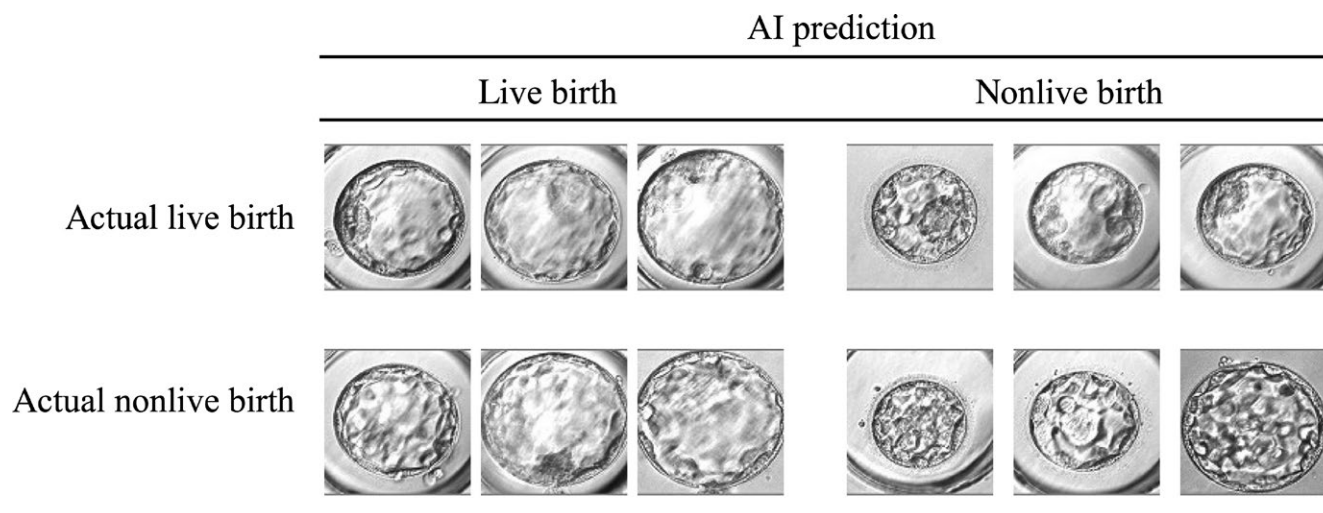 AI prediction
Live birth
Nonlive birth
Actual live birth
Actual nonlive birth